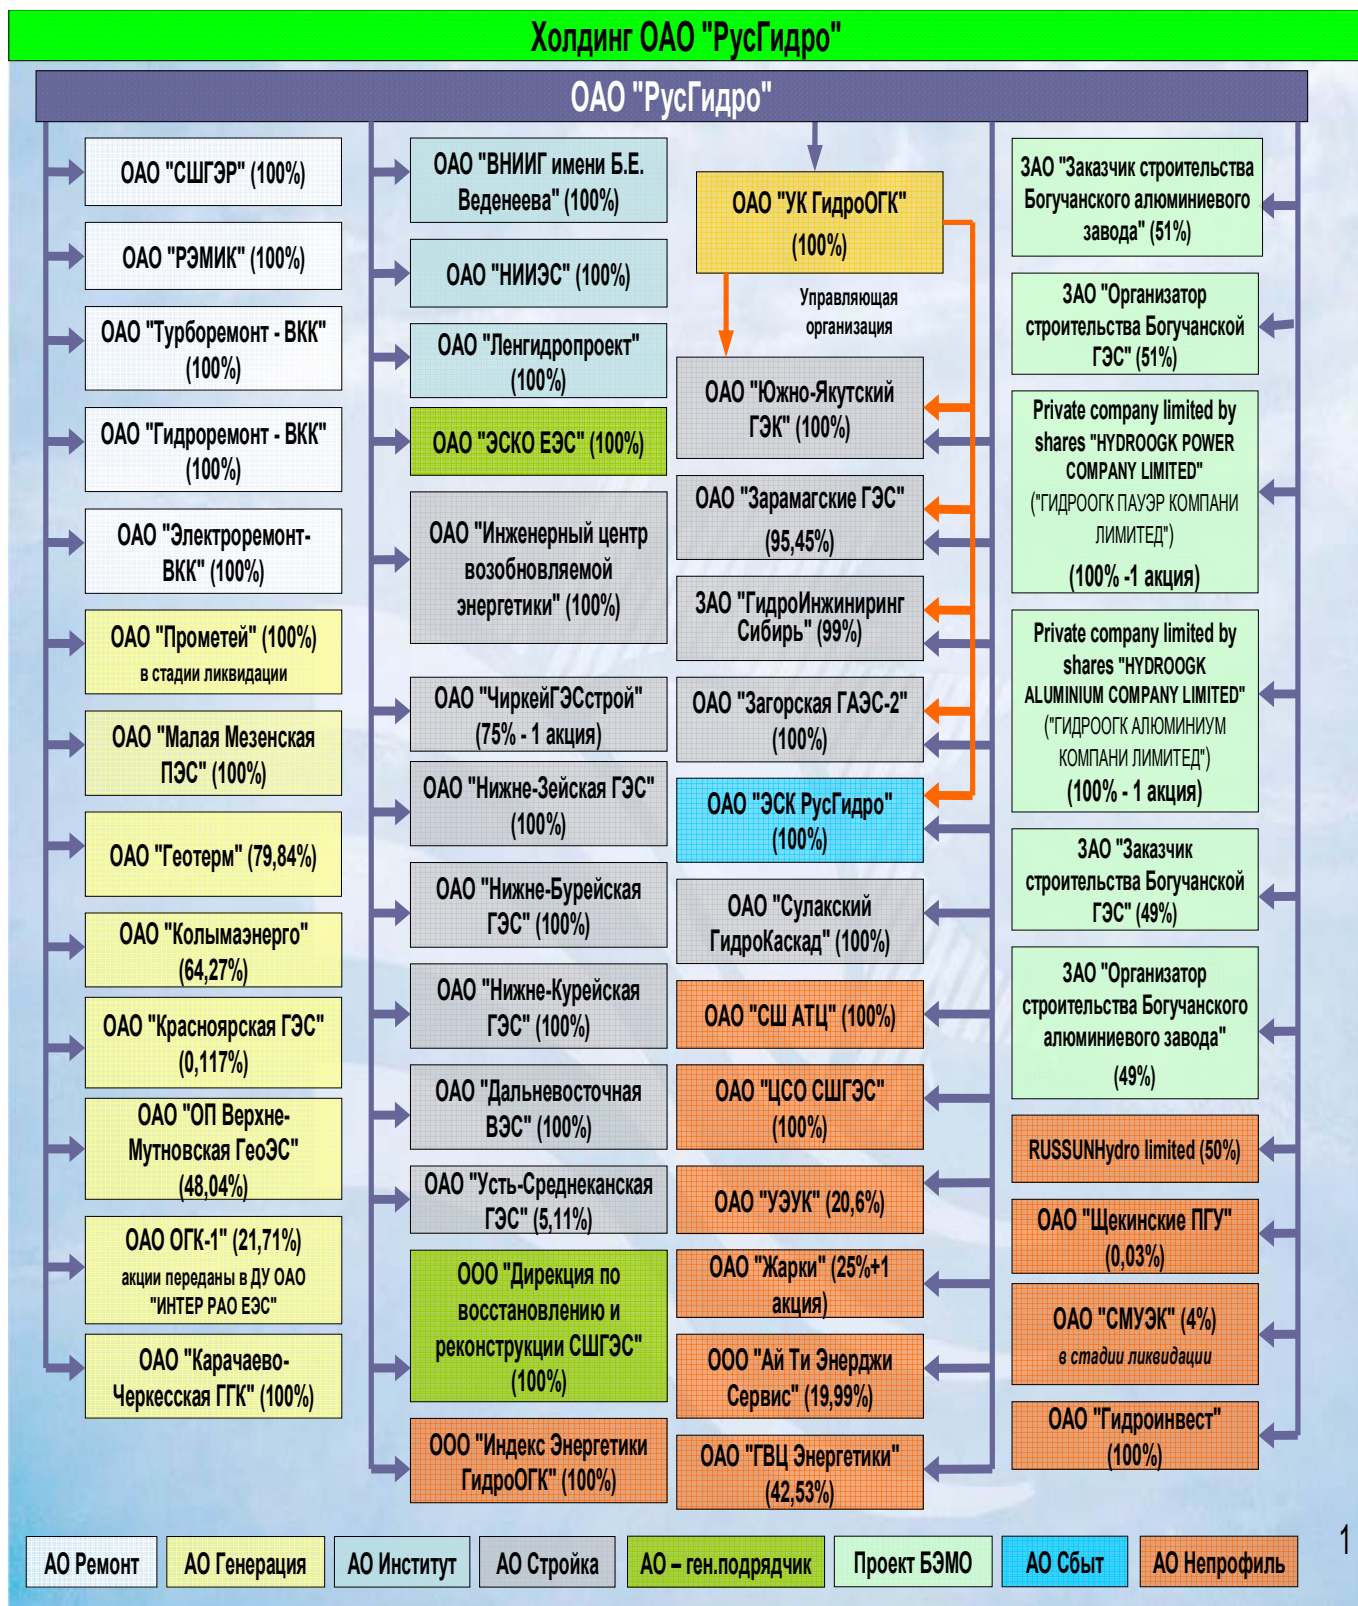 Холдинг ОАО "РусГидро"
ОАО "РусГидро"
ОАО "СШГЭР" (100%)
ОАО "РЭМИК" (100%)
ОАО "Турборемонт - ВКК"
(100%)
ОАО "Гидроремонт - ВКК"
(100%)
ОАО "Электроремонт-
ВКК" (100%)
ОАО "Прометей" (100%)
в стадии ликвидации
ОАО "Малая Мезенская
ПЭС" (100%)
ОАО "Геотерм" (79,84%)
ОАО "Колымаэнерго"
(64,27%)
ОАО "Красноярская ГЭС"
(0,117%)
ОАО "ОП Верхне-
Мутновская ГеоЭС"
(48,04%)
ОАО ОГК-1" (21,71%)
акции переданы в ДУ ОАО
"ИНТЕР РАО ЕЭС"
ОАО "Карачаево-
Черкесская ГГК" (100%)
ОАО "ВНИИГ имени Б.Е.
Веденеева" (100%)
ОАО "НИИЭС" (100%)
ОАО "Ленгидропроект"
(100%)
ОАО "ЭСКО ЕЭС" (100%)
ОАО "Инженерный центр
возобновляемой
энергетики" (100%)
ОАО "ЧиркейГЭСстрой"
(75% - 1 акция)
ОАО "Нижне-Зейская ГЭС"
(100%)
ОАО "Нижне-Бурейская
ГЭС" (100%)
ОАО "Нижне-Курейская
ГЭС" (100%)
ОАО "Дальневосточная
ВЭС" (100%)
ОАО "Усть-Среднеканская
ГЭС" (5,11%)
ООО "Дирекция по
восстановлению и
реконструкции СШГЭС"
(100%)
ООО "Индекс Энергетики
ГидроОГК" (100%)
ОАО "УК ГидроОГК"
(100%)
Управляющая
организация
ОАО "Южно-Якутский
ГЭК" (100%)
ОАО "Зарамагские ГЭС"
(95,45%)
ЗАО "ГидроИнжиниринг
Сибирь" (99%)
ОАО "Загорская ГАЭС-2"
(100%)
ОАО "ЭСК РусГидро"
(100%)
ОАО "Сулакский
ГидроКаскад" (100%)
ОАО "СШ АТЦ" (100%)
ОАО "ЦСО СШГЭС"
(100%)
ОАО "УЭУК" (20,6%)
ОАО "Жарки" (25%+1
акция)
ООО "Ай Ти Энерджи
Сервис" (19,99%)
ОАО "ГВЦ Энергетики"
(42,53%)
ЗАО "Заказчик строительства
Богучанского алюминиевого
завода" (51%)
ЗАО "Организатор
строительства Богучанской
ГЭС" (51%)
Private company limited by
shares "HYDROOGK POWER
COMPANY LIMITED"
("ГИДРООГК ПАУЭР КОМПАНИ
ЛИМИТЕД")
(100% -1 акция)
Private company limited by
shares "HYDROOGK
ALUMINIUM COMPANY LIMITED"
("ГИДРООГК АЛЮМИНИУМ
КОМПАНИ ЛИМИТЕД")
(100% - 1 акция)
ЗАО "Заказчик
строительства Богучанской
ГЭС" (49%)
ЗАО "Организатор
строительства Богучанского
алюминиевого завода"
(49%)
RUSSUNHydro limited (50%)
ОАО "Щекинские ПГУ"
(0,03%)
ОАО "СМУЭК" (4%)
в стадии ликвидации
ОАО "Гидроинвест"
(100%)
1
АО Ремонт
АО Генерация
АО Институт
АО Стройка
АО – ген.подрядчик
Проект БЭМО
АО Сбыт
АО Непрофиль